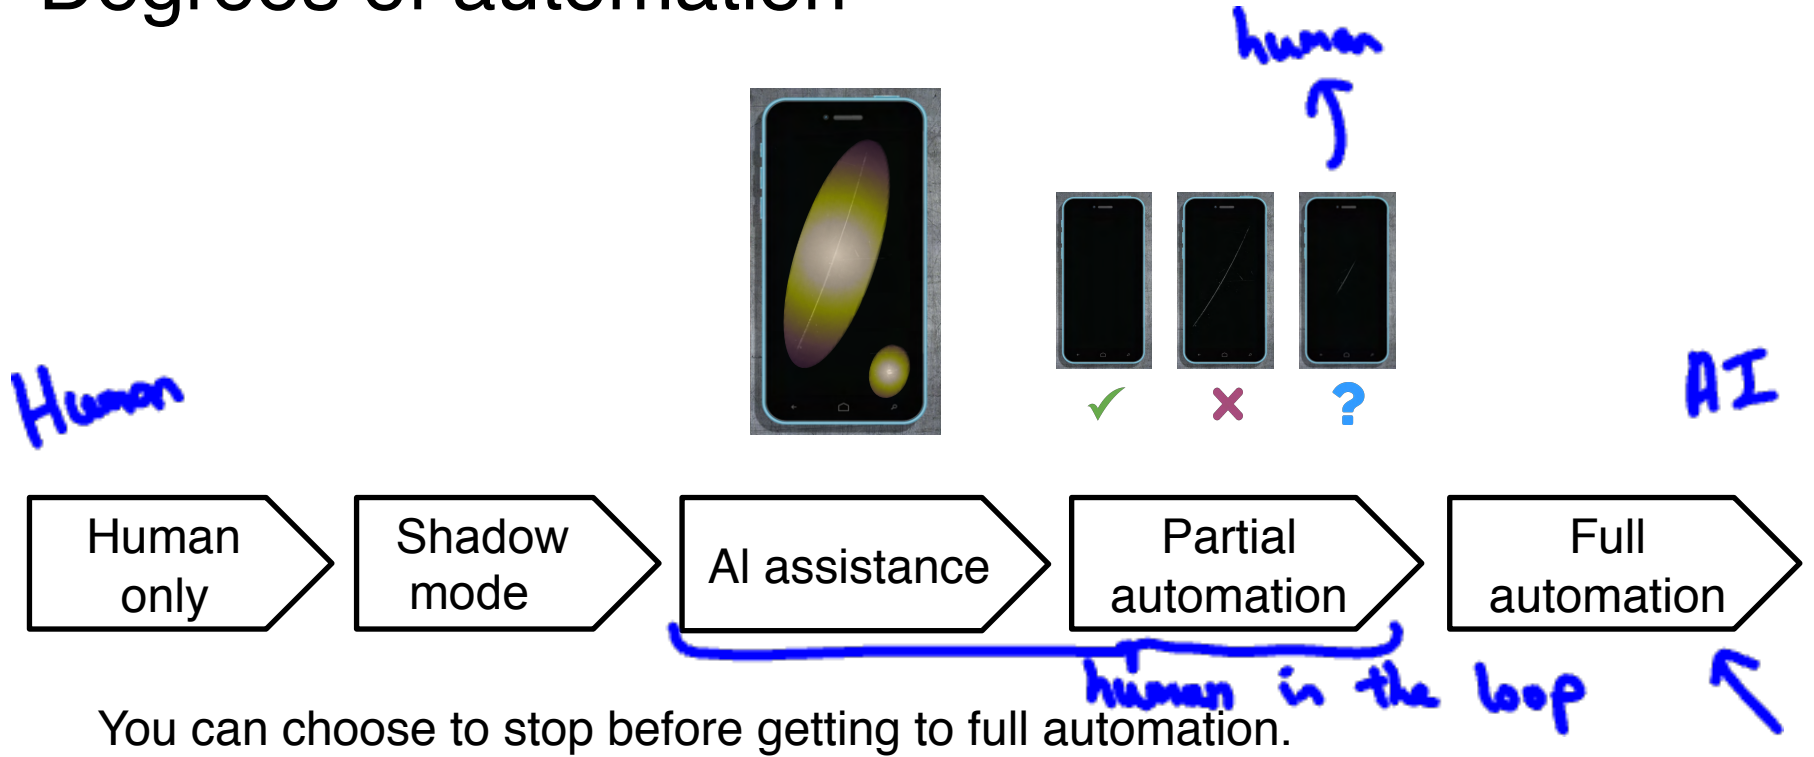 Degrees of automation
human
Human
AI
Human only
Shadow mode
AI assistance
Partial automation
Full automation
human in the loop
You can choose to stop before getting to full automation.